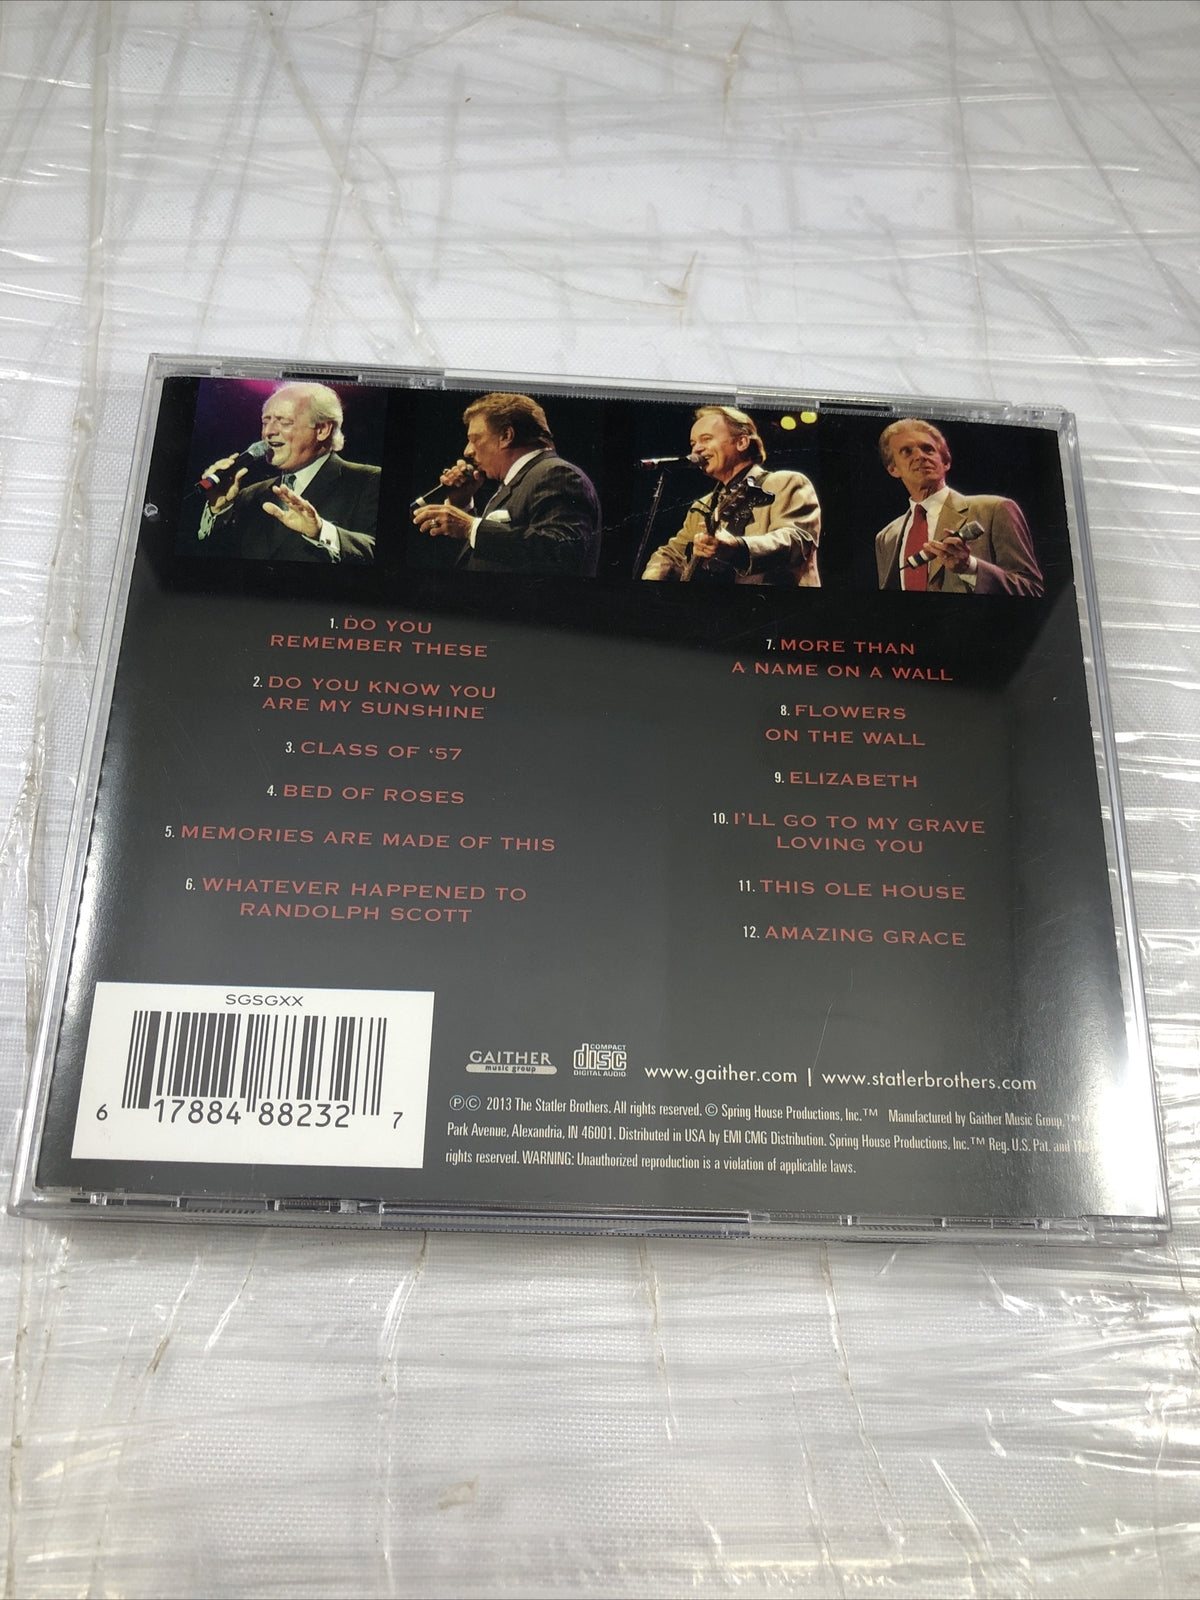 1. DO YOU
REMEMBER THESE
2. DO YOU KNOW YOU
ARE MY SUNSHINE
3. CLASS OF ‘57
4. BED OF ROSES
5. MEMORIES ARE MADE OF THIS
6. WHATEVER HAPPENED TO
RANDOLPH SCOTT
7. MORE THAN
A NAME ON A WALL
8. FLOWERS
ON THE WALL
9. ELIZABETH
10. I'LL GO TO MY GRAVE
LOVING YOU
11. THIS OLE HOUSE
12. AMAZING GRACE
SGSGXX
6 17884 88232 7
GAITHER
music group
COMPACT
disc
DIGITAL AUDIO
www.gaither.com | www.statlerbrothers.com
℗© 2013 The Statler Brothers. All rights reserved. © Spring House Productions, Inc.™ Manufactured by Gaither Music Group,
Park Avenue, Alexandria, IN 46001. Distributed in USA by EMI CMG Distribution. Spring House Productions, Inc.™ Reg. U.S. Pat. and
rights reserved. WARNING: Unauthorized reproduction is a violation of applicable laws.